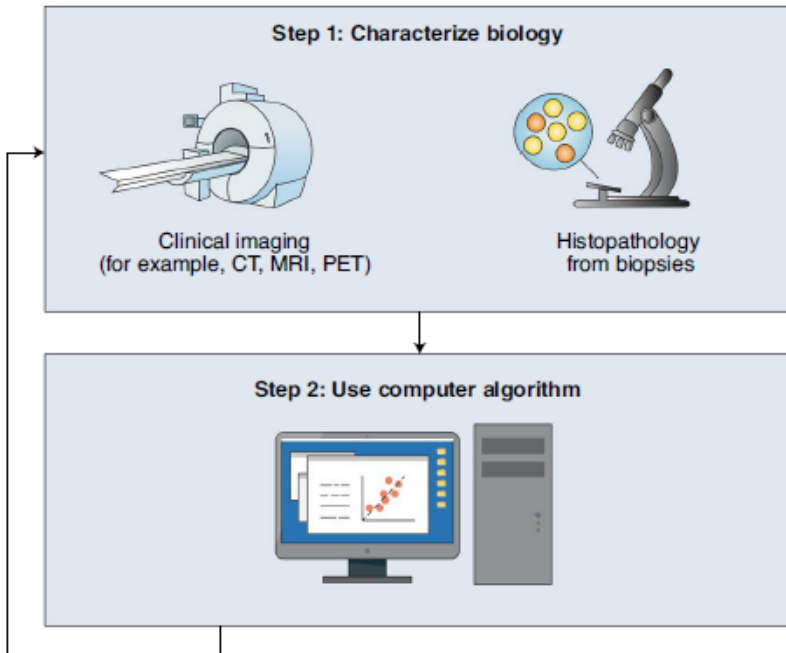 Step 1: Characterize biology
Clinical imaging
(for example, CT, MRI, PET)
Histopathology
from biopsies
Step 2: Use computer algorithm